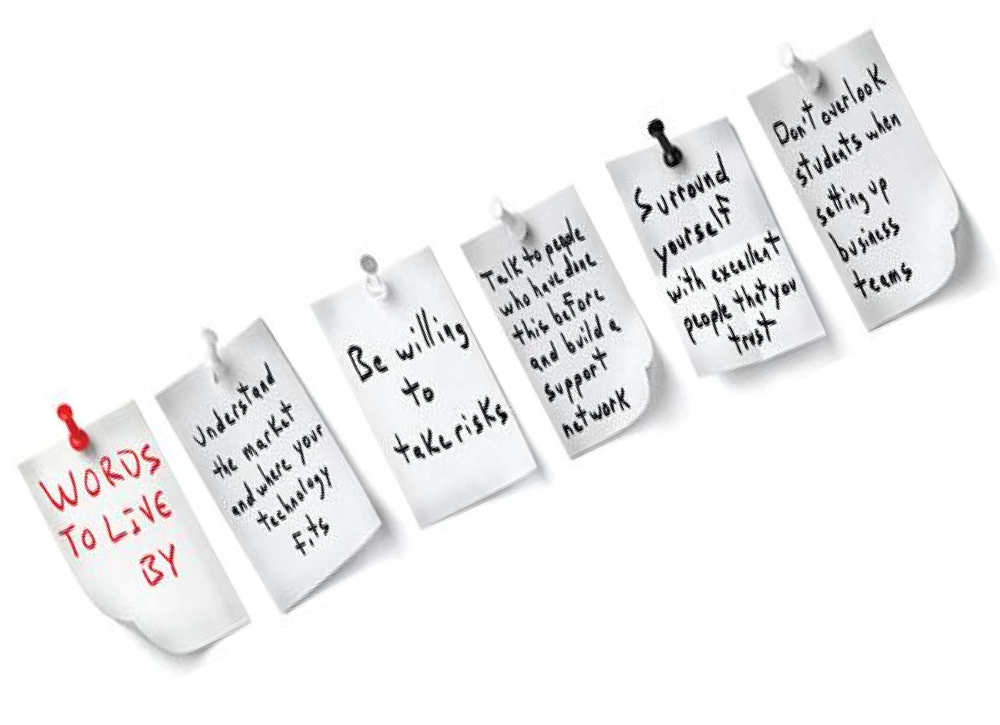 WORDS
TO LIVE
BY
Understand
the market
and where your
technology
Fits
Be willing
to
take risks
Talk to people
who have done
this before
and build a
support
network
Surround
yourself
with excellent
people that you
trust
Don't overlook
students when
setting up
business
teams